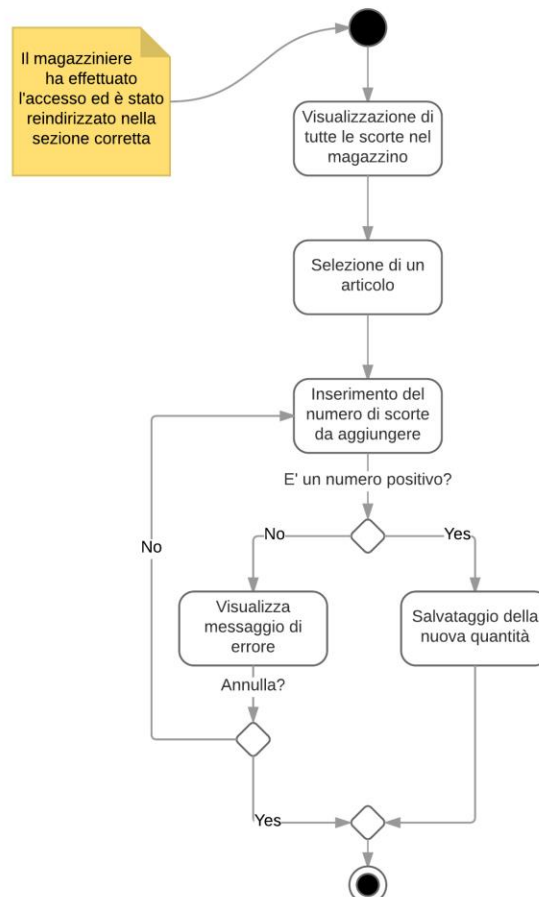 Il magazziniere
ha effettuato
l'accesso ed è stato
reindirizzato nella
sezione corretta
Visualizzazione di
tutte le scorte nel
magazzino
Selezione di un
articolo
Inserimento del
numero di scorte
da aggiungere
E' un numero positivo?
No
Yes
No
Visualizza
messaggio di
errore
Salvataggio della
nuova quantità
Annulla?
Yes